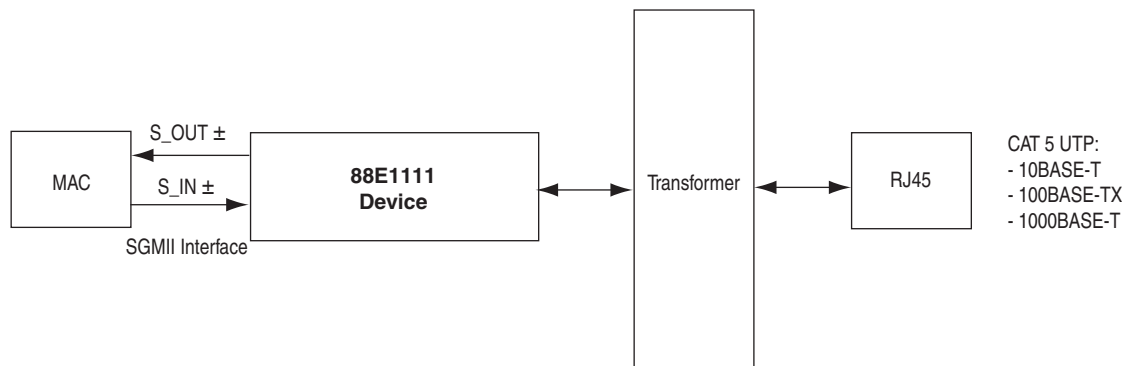 MAC
S_OUT ±
S_IN ±
SGMII Interface
88E1111
Device
Transformer
RJ45
CAT 5 UTP:
- 10BASE-T
- 100BASE-TX
- 1000BASE-T